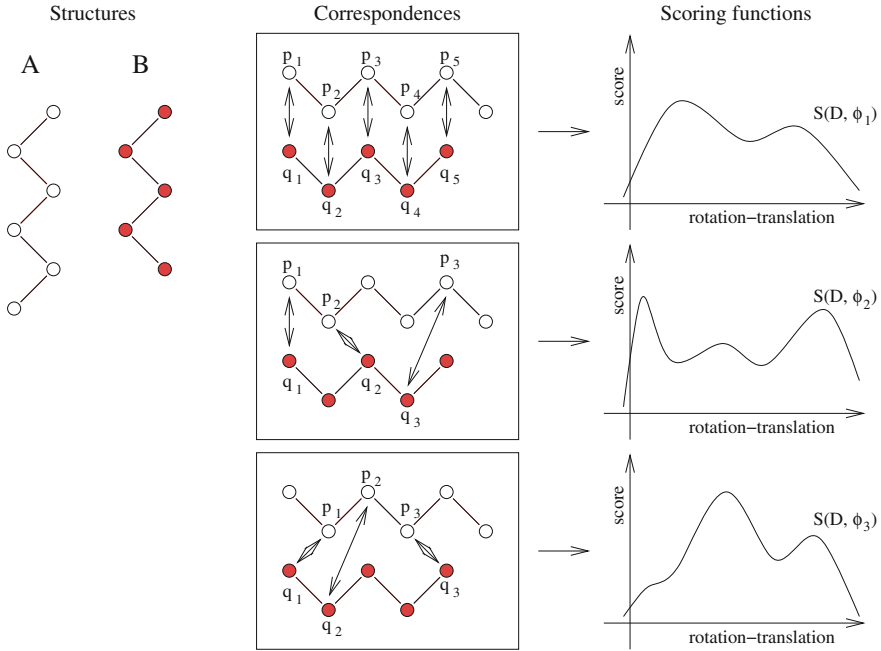 Structures
Correspondences
Scoring functions
A B
p1 p2 p3 p4 p5
q1 q2 q3 q4 q5
score
S(D, ϕ1)
rotation−translation
p1 p2 p3
q1 q2 q3
score
S(D, ϕ2)
rotation−translation
p1 p2 p3
q1 q2 q3
score
S(D, ϕ3)
rotation−translation